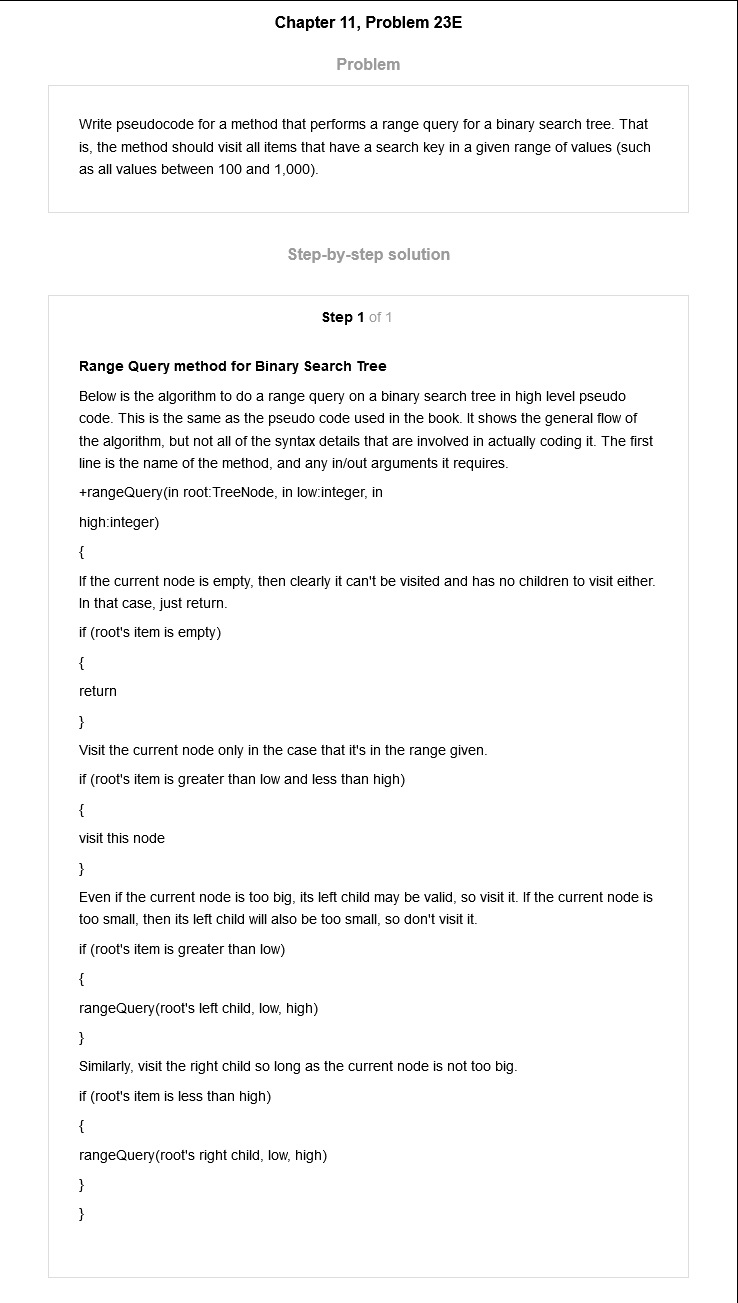 Chapter 11, Problem 23E
Problem
Write pseudocode for a method that performs a range query for a binary search tree. That
is, the method should visit all items that have a search key in a given range of values (such
as all values between 100 and 1,000).
Step-by-step solution
Step 1 of 1
Range Query method for Binary Search Tree
Below is the algorithm to do a range query on a binary search tree in high level pseudo
code. This is the same as the pseudo code used in the book. It shows the general flow of
the algorithm, but not all of the syntax details that are involved in actually coding it. The first
line is the name of the method, and any in/out arguments it requires.
+rangeQuery(in root:TreeNode, in low:integer, in
high:integer)
{
If the current node is empty, then clearly it can't be visited and has no children to visit either.
In that case, just return.
if (root's item is empty)
{
return
}
Visit the current node only in the case that it's in the range given.
if (root's item is greater than low and less than high)
{
visit this node
}
Even if the current node is too big, its left child may be valid, so visit it. If the current node is
too small, then its left child will also be too small, so don't visit it.
if (root's item is greater than low)
{
rangeQuery(root's left child, low, high)
}
Similarly, visit the right child so long as the current node is not too big.
if (root's item is less than high)
{
rangeQuery(root's right child, low, high)
}
}